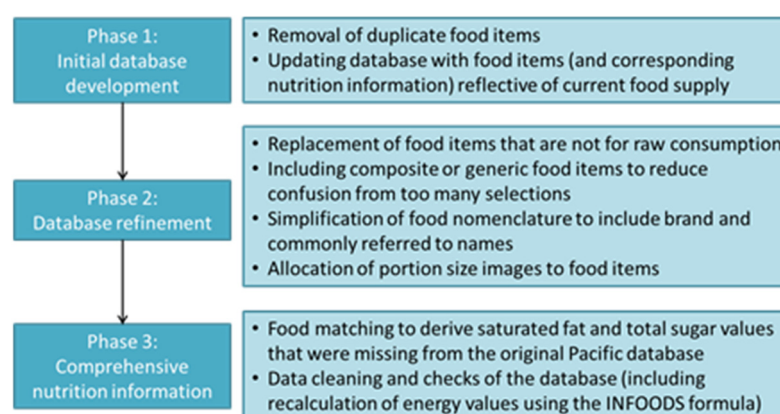 Phase 1:
Initial database
development
• Removal of duplicate food items
• Updating database with food items (and corresponding
nutrition information) reflective of current food supply
Phase 2:
Database refinement
• Replacement of food items that are not for raw consumption
• Including composite or generic food items to reduce
confusion from too many selections
• Simplification of food nomenclature to include brand and
commonly referred to names
• Allocation of portion size images to food items
Phase 3:
Comprehensive
nutrition information
• Food matching to derive saturated fat and total sugar values
that were missing from the original Pacific database
• Data cleaning and checks of the database (including
recalculation of energy values using the INFOODS formula)